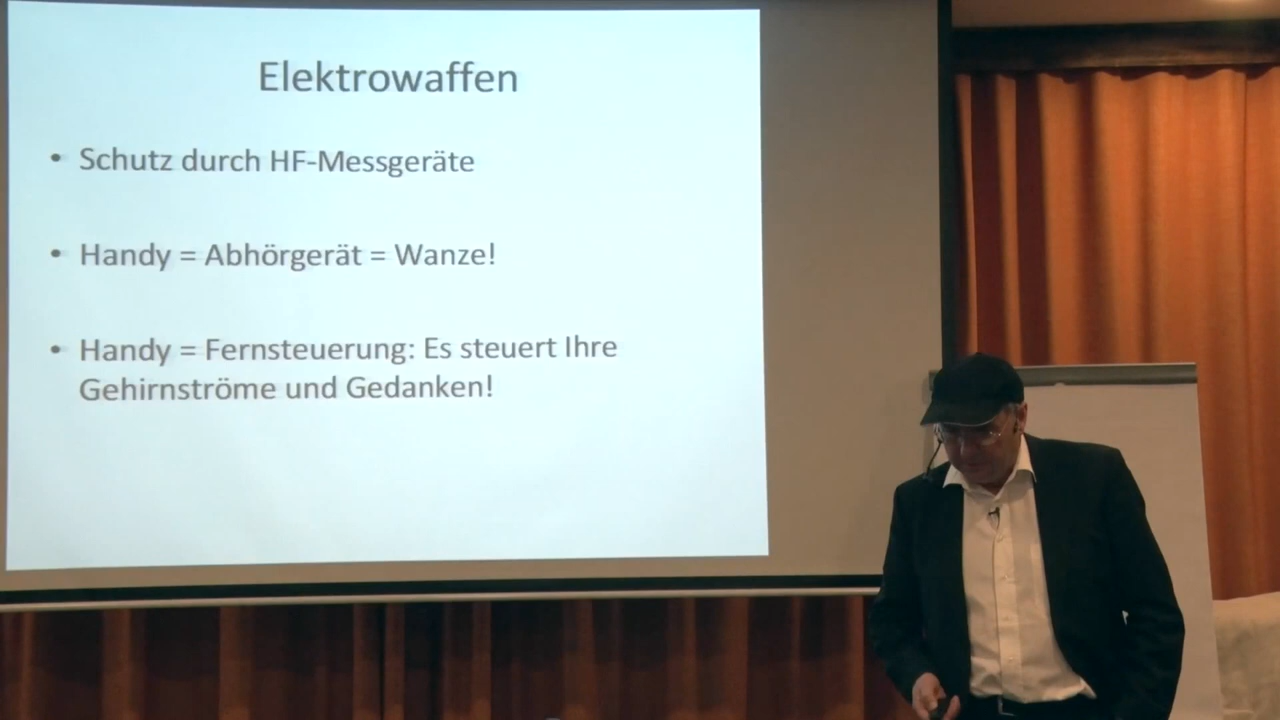 Elektrowaffen
• Schutz durch HF-Messgeräte
• Handy = Abhörgerät = Wanze!
• Handy = Fernsteuerung: Es steuert Ihre
Gehirnströme und Gedanken!